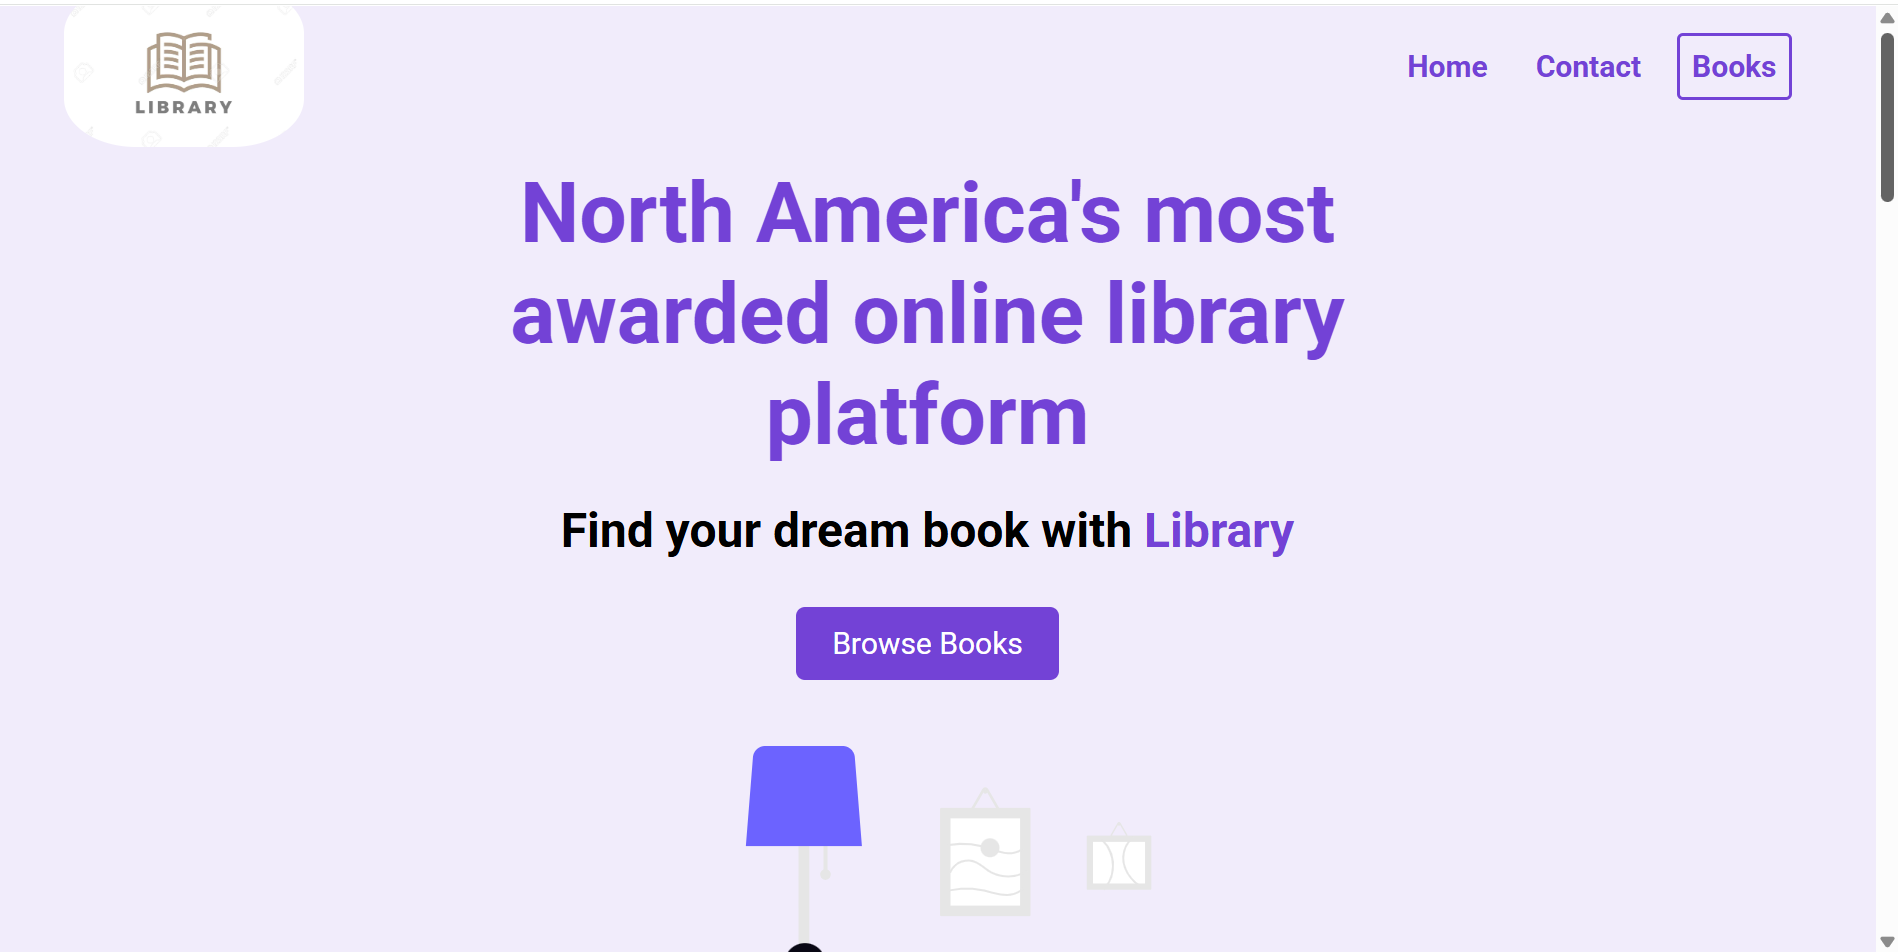 LIBRARY
Home
Contact
Books
North America's most
awarded online library
platform
Find your dream book with Library
Browse Books